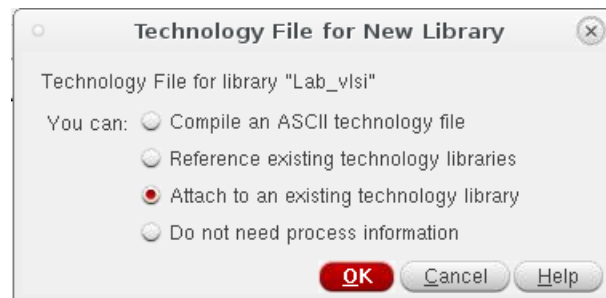 Technology File for New Library
Technology File for library "Lab_vlsi"
You can: Compile an ASCII technology file
Reference existing technology libraries
Attach to an existing technology library
Do not need process information
OK Cancel Help